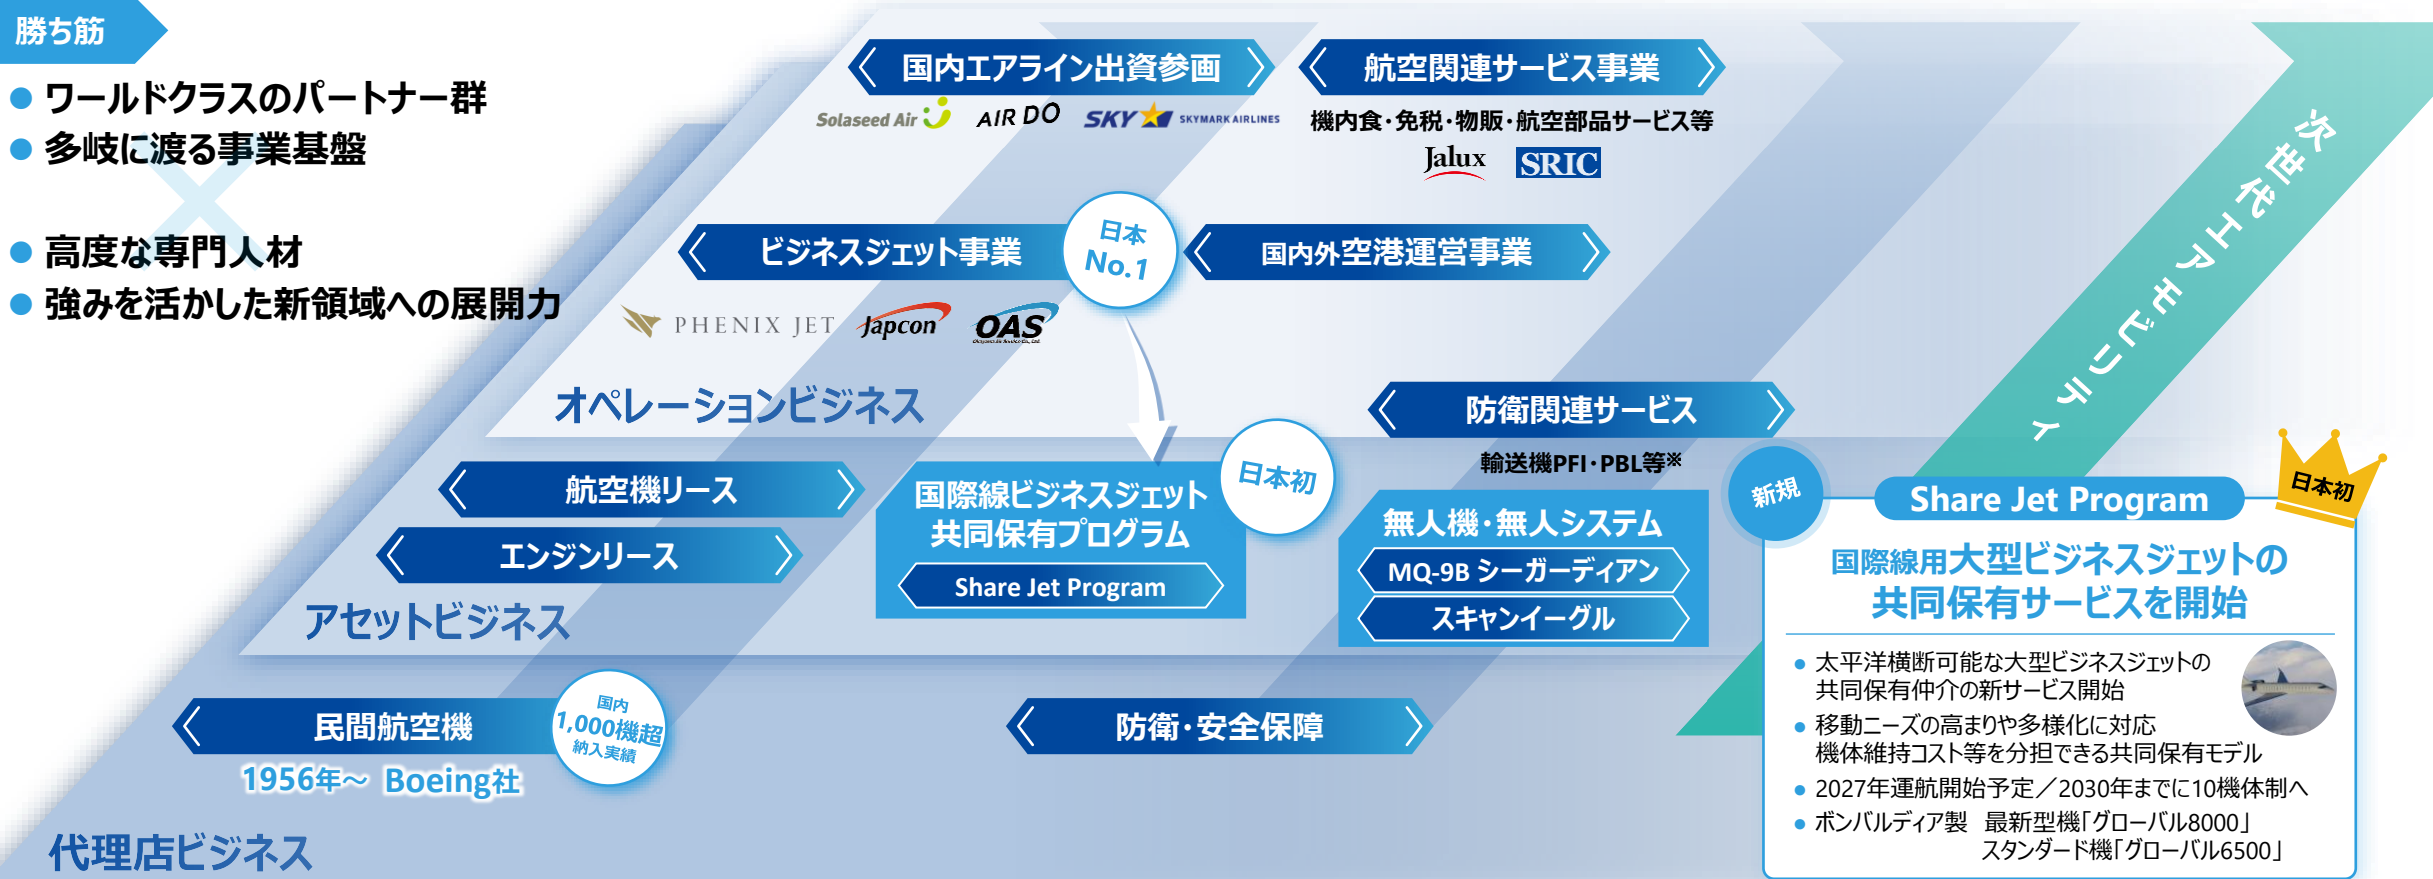 勝ち筋
● ワールドクラスのパートナー群
● 多岐に渡る事業基盤
×
● 高度な専門人材
● 強みを活かした新領域への展開力
国内エアライン出資参画
Solaseed Air
AIR DO
SKY SKYMARK AIRLINES
航空関連サービス事業
機内食・免税・物販・航空部品サービス等
Jalux
SRIC
ビジネスジェット事業
日本
No.1
PHENIX JET
Japcon
OAS
国内外空港運営事業
オペレーションビジネス
次世代エアモビリティ
航空機リース
エンジンリース
アセットビジネス
国際線ビジネスジェット
共同保有プログラム
Share Jet Program
日本初
防衛関連サービス
輸送機PFI・PBL等※
無人機・無人システム
MQ-9B シーガーディアン
スキャンイーグル
民間航空機
国内
1,000機超
納入実績
1956年～ Boeing社
防衛・安全保障
代理店ビジネス
新規
Share Jet Program
日本初
国際線用大型ビジネスジェットの
共同保有サービスを開始
● 太平洋横断可能な大型ビジネスジェットの
共同保有仲介の新サービス開始
● 移動ニーズの高まりや多様化に対応
機体維持コスト等を分担できる共同保有モデル
● 2027年運航開始予定／2030年までに10機体制へ
● ボンバルディア製 最新型機「グローバル8000」
スタンダード機「グローバル6500」